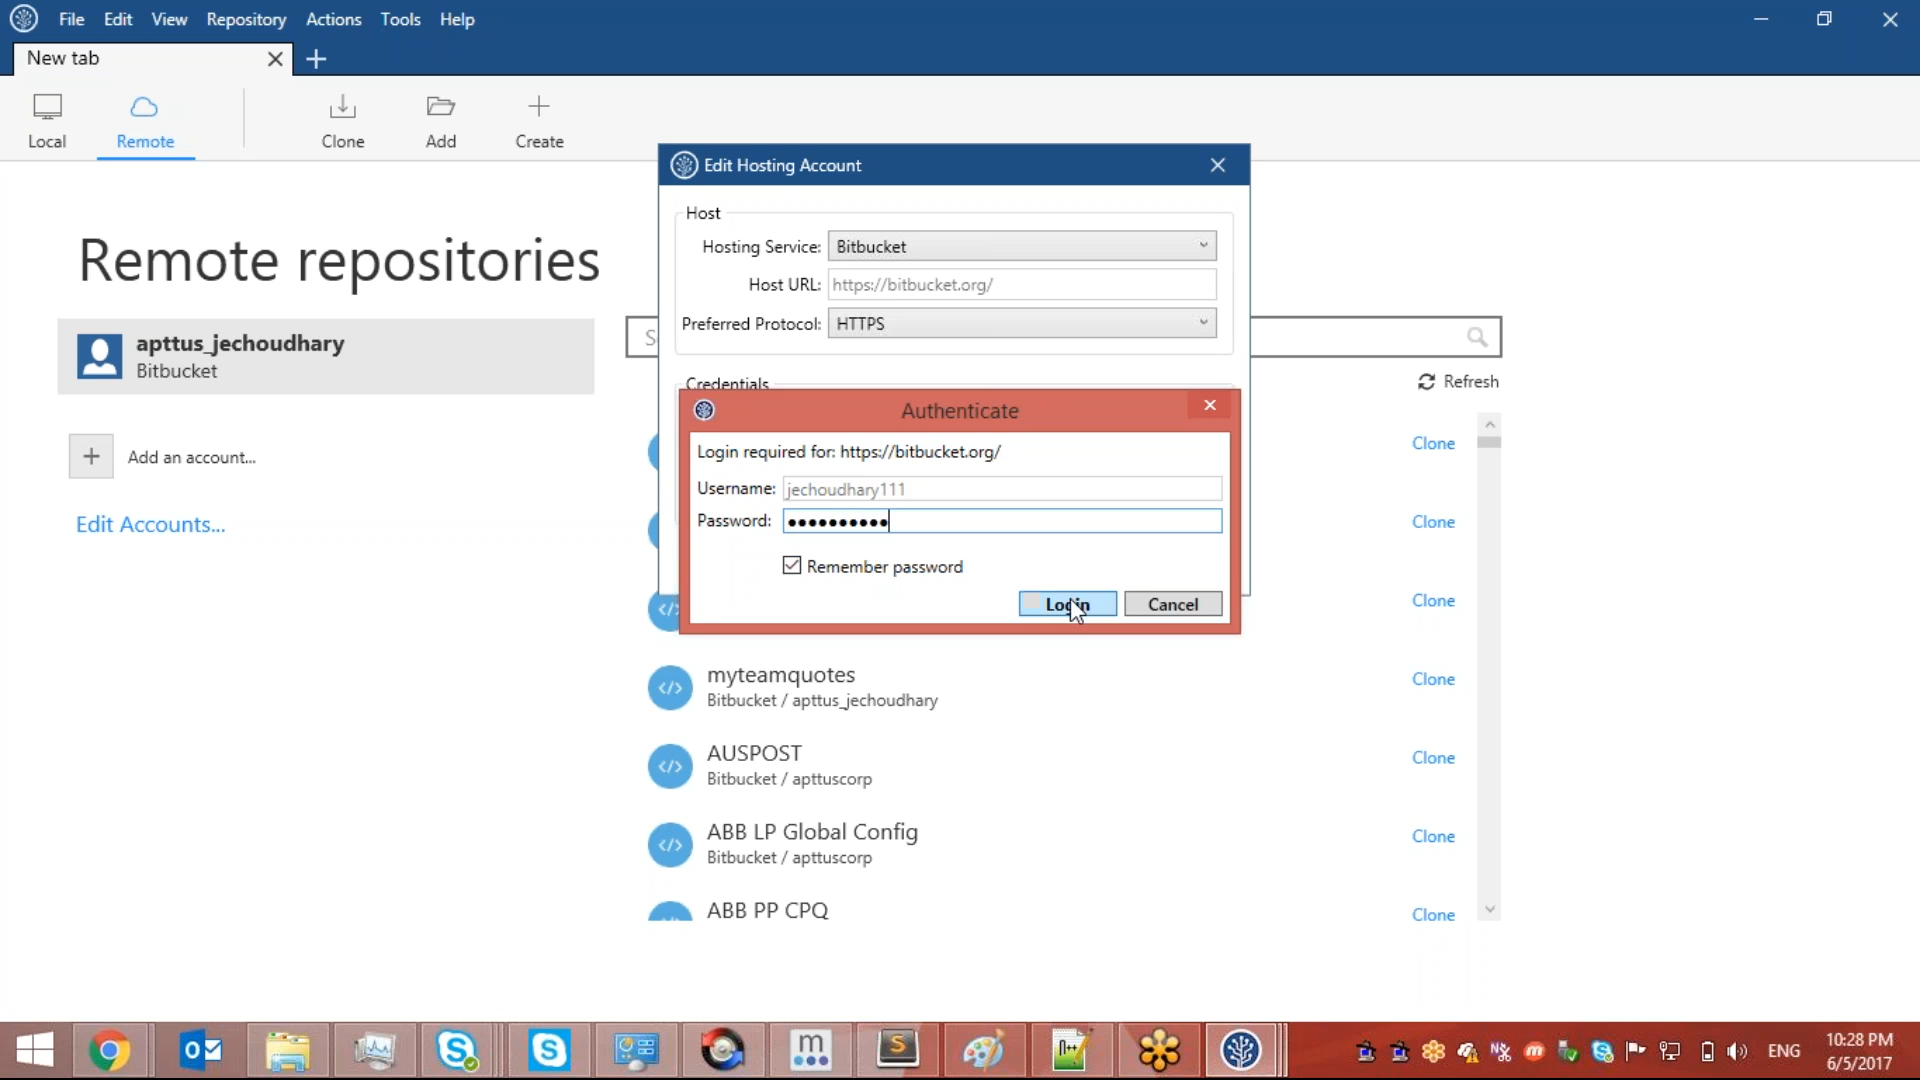 File Edit View Repository Actions Tools Help
New tab
Local Remote Clone Add Create
Edit Hosting Account
Host
Hosting Service: Bitbucket
Host URL: https://bitbucket.org/
Preferred Protocol: HTTPS
Credentials
Remote repositories
apttus_jechoudhary
Bitbucket
Add an account...
Edit Accounts...
Refresh
Authenticate
Login required for: https://bitbucket.org/
Username: jechoudhary111
Password: ●●●●●●●●●●
Remember password
Login Cancel
Clone
Clone
Clone
myteamquotes
Bitbucket / apttus_jechoudhary
Clone
AUSPOST
Bitbucket / apttuscorp
Clone
ABB LP Global Config
Bitbucket / apttuscorp
Clone
ABB PP CPQ
Clone
ENG
10:28 PM
6/5/2017